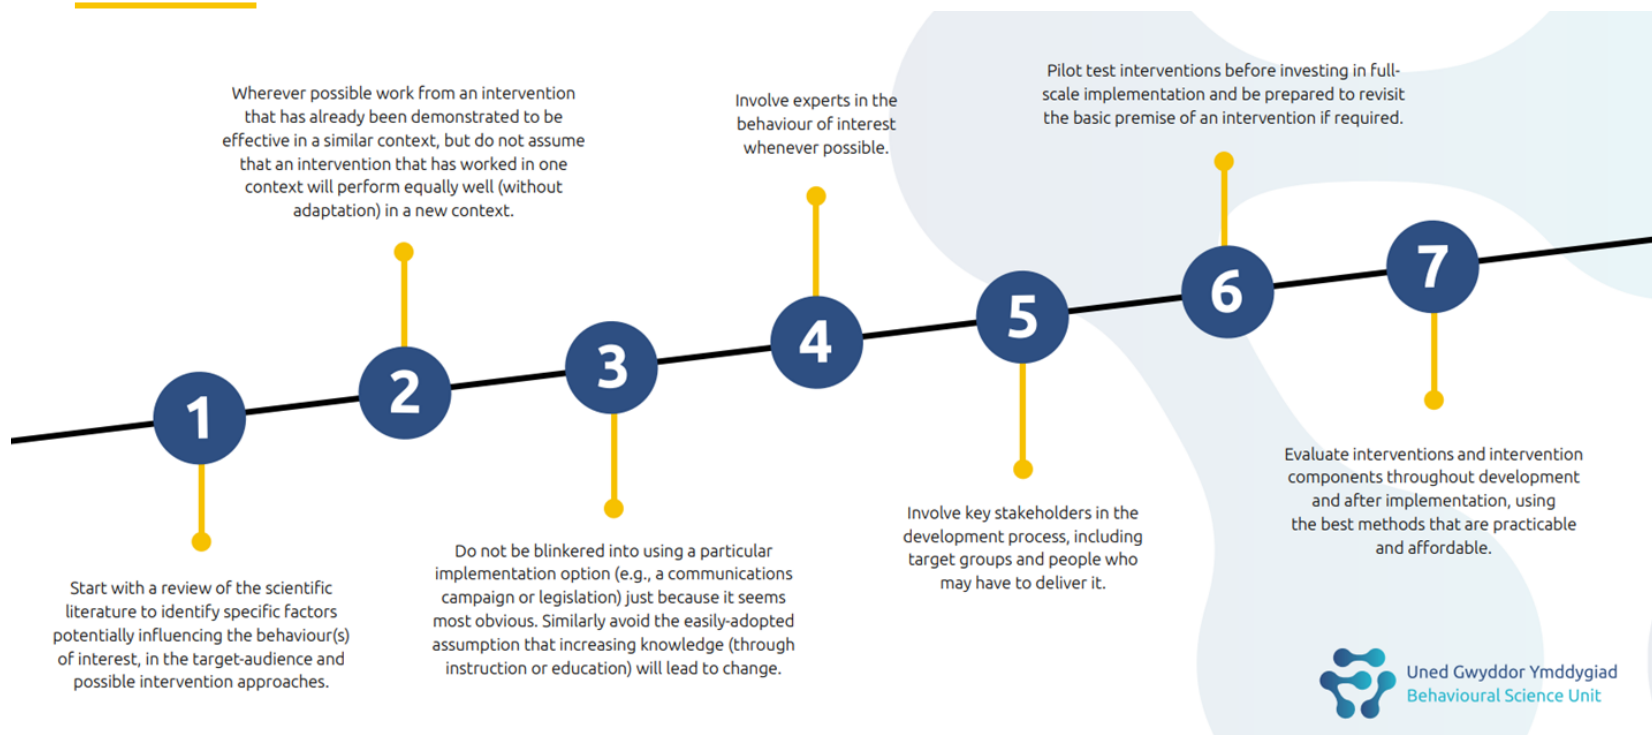 1
Start with a review of the scientific
literature to identify specific factors
potentially influencing the behaviour(s)
of interest, in the target-audience and
possible intervention approaches.
2
Wherever possible work from an intervention
that has already been demonstrated to be
effective in a similar context, but do not assume
that an intervention that has worked in one
context will perform equally well (without
adaptation) in a new context.
3
Do not be blinkered into using a particular
implementation option (e.g., a communications
campaign or legislation) just because it seems
most obvious. Similarly avoid the easily-adopted
assumption that increasing knowledge (through
instruction or education) will lead to change.
4
Involve experts in the
behaviour of interest
whenever possible.
5
Involve key stakeholders in the
development process, including
target groups and people who
may have to deliver it.
6
Pilot test interventions before investing in full-
scale implementation and be prepared to revisit
the basic premise of an intervention if required.
7
Evaluate interventions and intervention
components throughout development
and after implementation, using
the best methods that are practicable
and affordable.
Uned Gwyddor Ymddygiad
Behavioural Science Unit